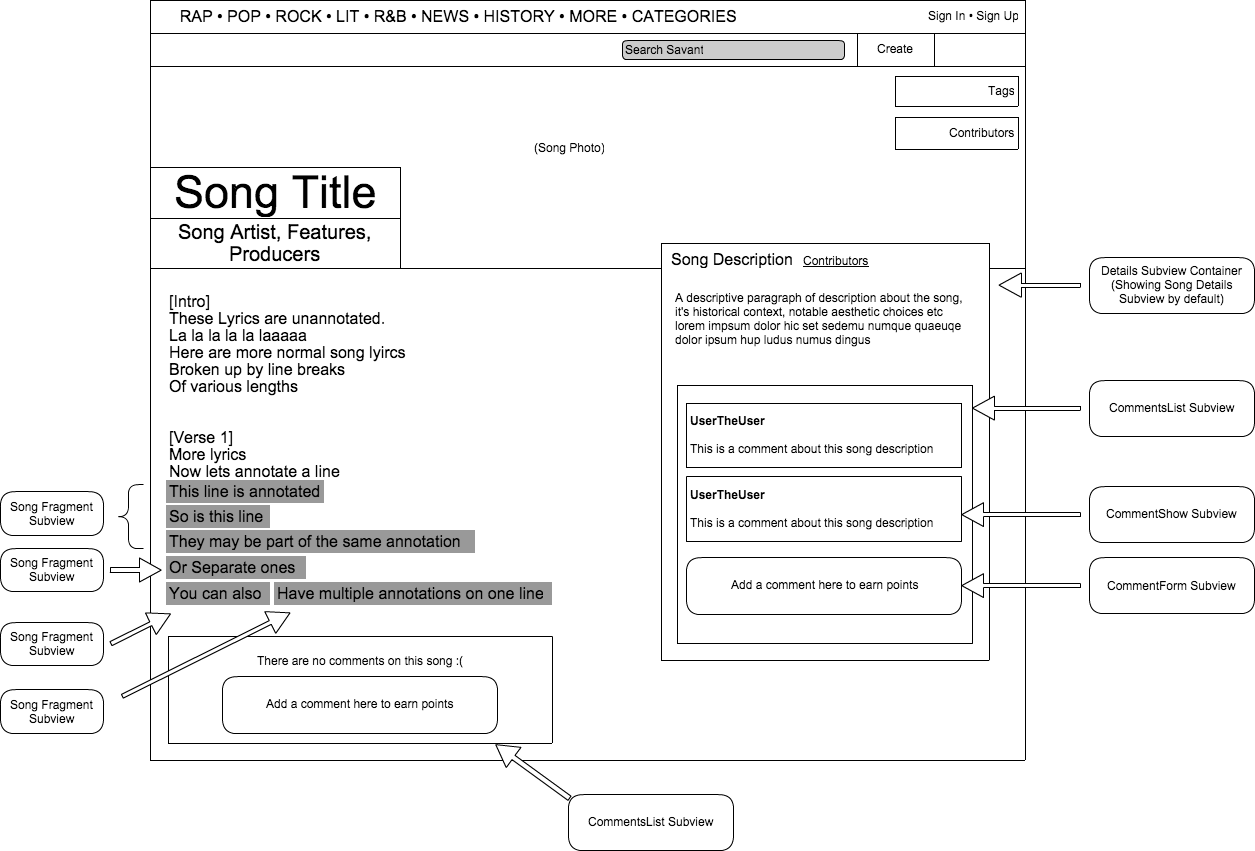 RAP • POP • ROCK • LIT • R&B • NEWS • HISTORY • MORE • CATEGORIES
Sign In • Sign Up
Search Savant
Create
Tags
Contributors
(Song Photo)
Song Title
Song Artist, Features,
Producers
Song Description Contributors
A descriptive paragraph of description about the song,
it's historical context, notable aesthetic choices etc
lorem impsum dolor hic set sedemu numque quaeuqe
dolor ipsum hup ludus numus dingus
UserTheUser
This is a comment about this song description
UserTheUser
This is a comment about this song description
Add a comment here to earn points
Details Subview Container
(Showing Song Details
Subview by default)
CommentsList Subview
CommentShow Subview
CommentForm Subview
[Intro]
These Lyrics are unannotated.
La la la la la laaaaa
Here are more normal song lyircs
Broken up by line breaks
Of various lengths
[Verse 1]
More lyrics
Now lets annotate a line
This line is annotated
So is this line
They may be part of the same annotation
Or Separate ones
You can also Have multiple annotations on one line
Song Fragment
Subview
Song Fragment
Subview
Song Fragment
Subview
Song Fragment
Subview
There are no comments on this song :(
Add a comment here to earn points
CommentsList Subview